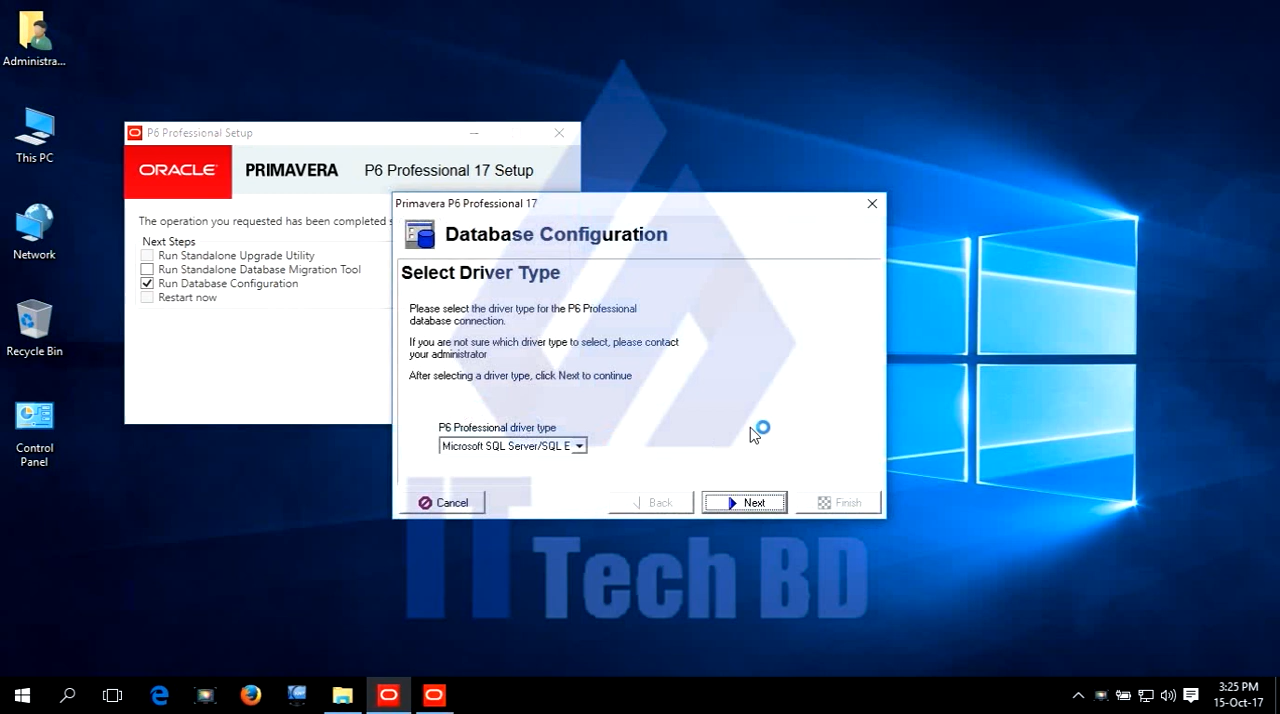 Administra...
This PC
Network
Recycle Bin
Control
Panel
P6 Professional Setup
ORACLE
PRIMAVERA
P6 Professional 17 Setup
The operation you requested has been completed s
Next Steps
Run Standalone Upgrade Utility
Run Standalone Database Migration Tool
Run Database Configuration
Restart now
Primavera P6 Professional 17
Database Configuration
Select Driver Type
Please select the driver type for the P6 Professional
database connection.
If you are not sure which driver type to select, please contact
your administrator
After selecting a driver type, click Next to continue
P6 Professional driver type
Microsoft SQL Server/SQL E
Cancel
Back
Next
Finish
IT Tech BD
3:25 PM
15-Oct-17